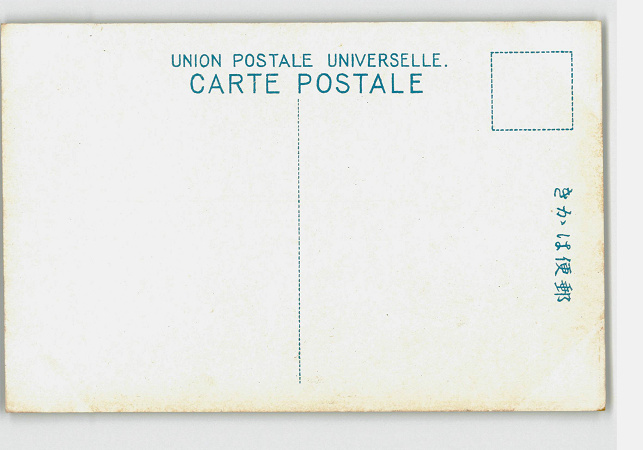 UNION POSTALE UNIVERSELLE.
CARTE POSTALE
きかは便郵